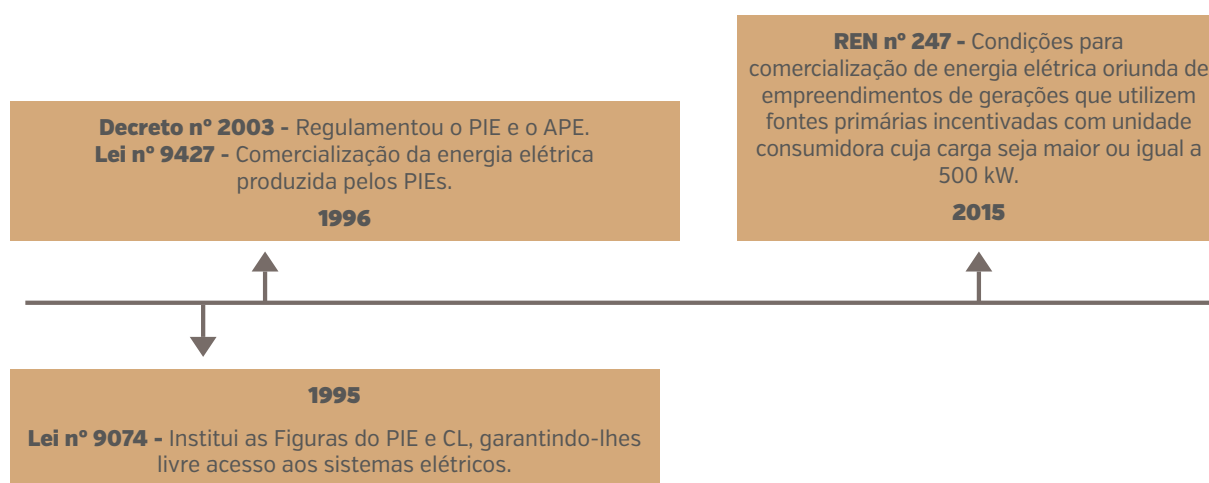 REN nº 247 - Condições para
comercialização de energia elétrica oriunda de
empreendimentos de gerações que utilizem
fontes primárias incentivadas com unidade
consumidora cuja carga seja maior ou igual a
500 kW.
2015
Decreto nº 2003 - Regulamentou o PIE e o APE.
Lei nº 9427 - Comercialização da energia elétrica
produzida pelos PIEs.
1996
1995
Lei nº 9074 - Institui as Figuras do PIE e CL, garantindo-lhes
livre acesso aos sistemas elétricos.